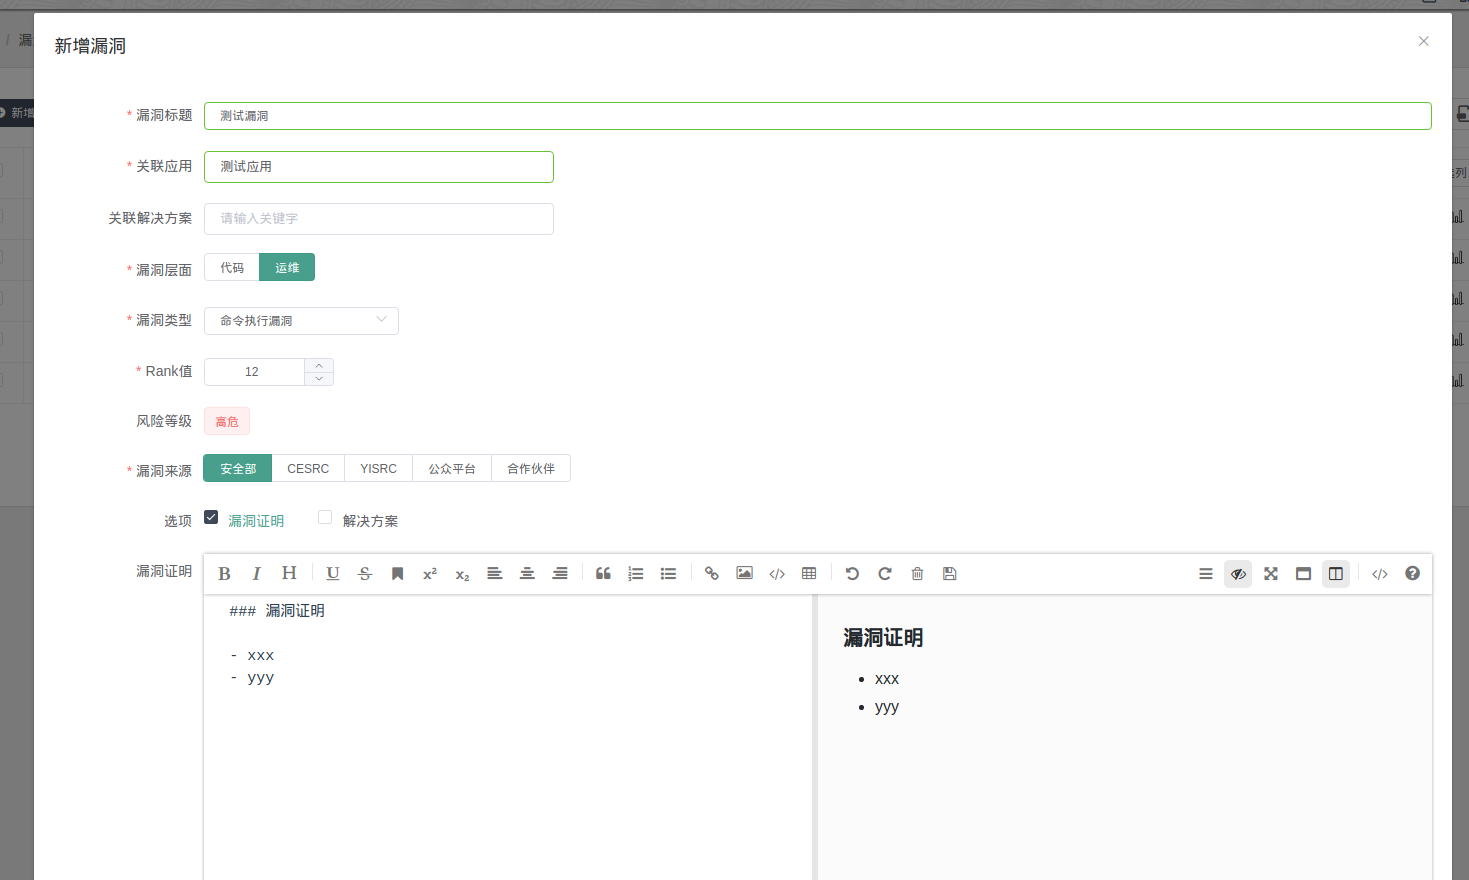 新增漏洞
/ 漏
新增
* 漏洞标题 测试漏洞
* 关联应用 测试应用
关联解决方案 请输入关键字
* 漏洞层面 代码 运维
列
* 漏洞类型 命令执行漏洞
* Rank值 12
风险等级 高危
* 漏洞来源 安全部 CESRC YISRC 公众平台 合作伙伴
选项 漏洞证明 解决方案
漏洞证明
### 漏洞证明
- xxx
- yyy
漏洞证明
• xxx
• yyy